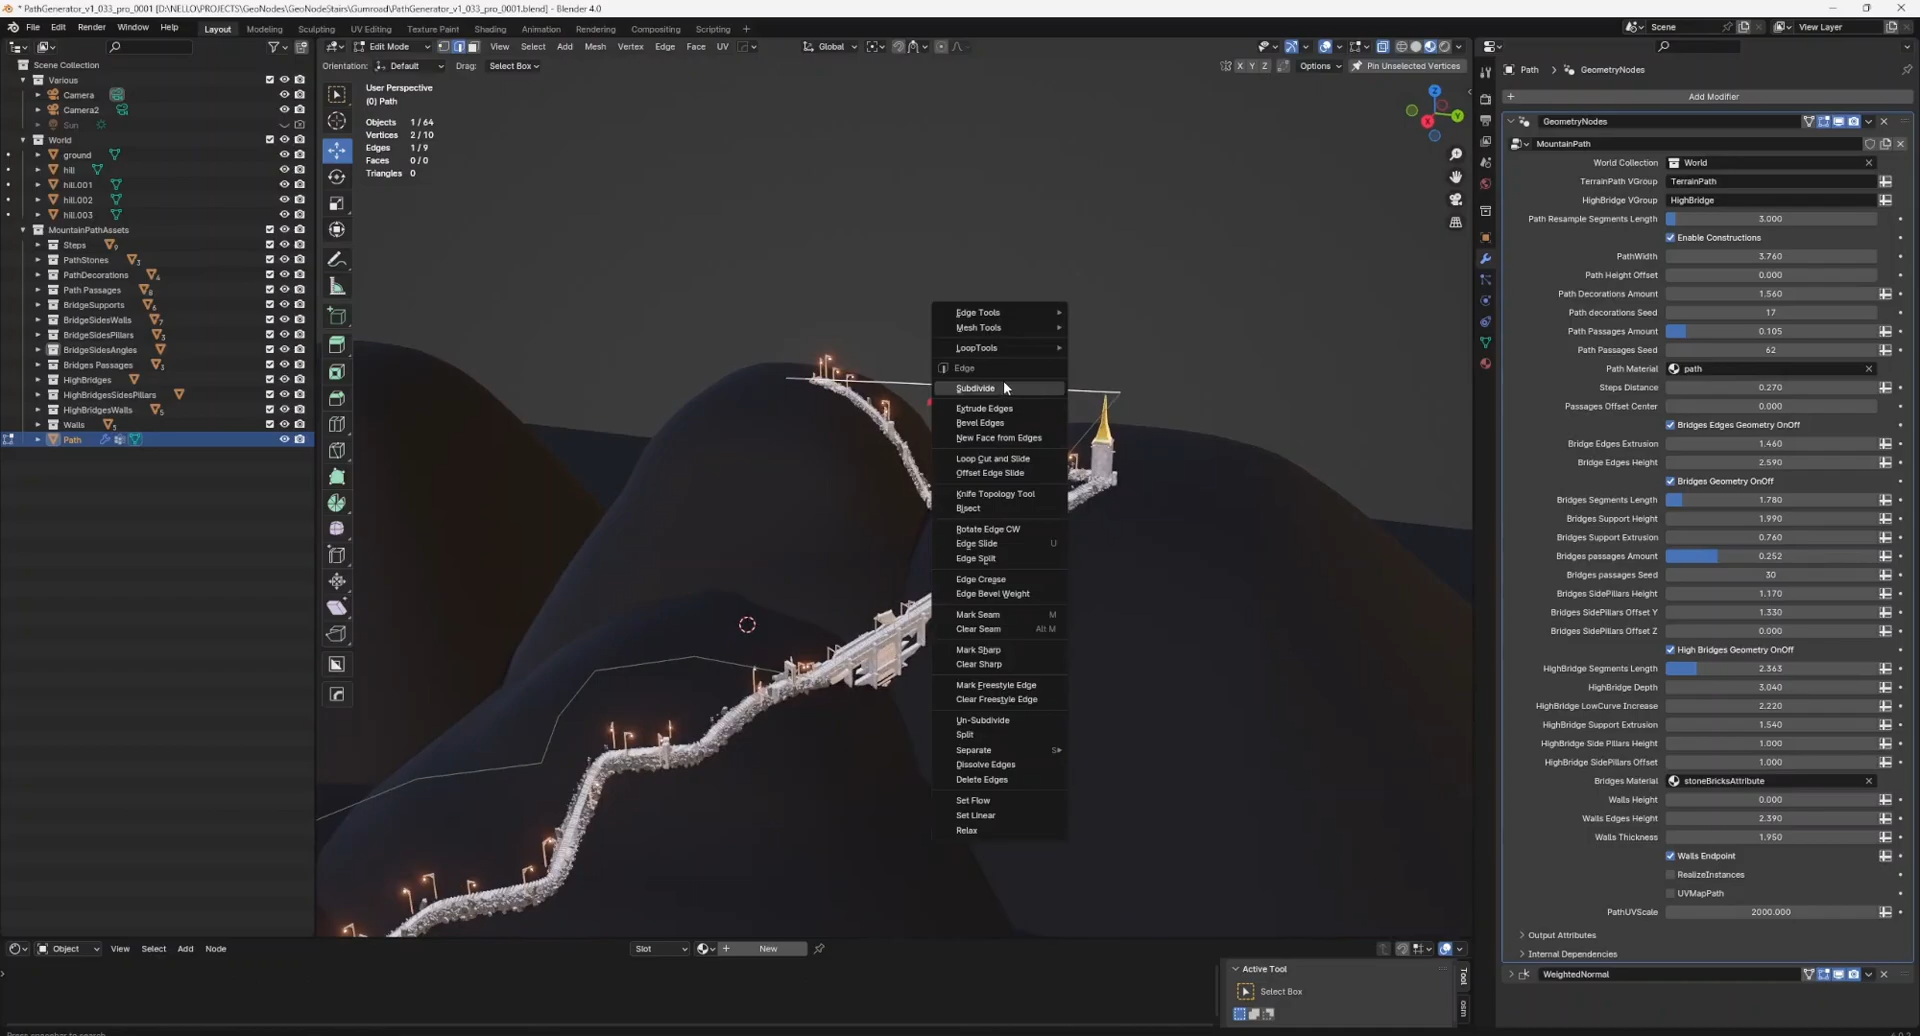 * PathGenerator_v1_033_pro_0001 [D:\NELLO\PROJECTS\GeoNodes\GeoNodeStairs\Gumroad\PathGenerator_v1_033_pro_0001.blend] - Blender 4.0
File Edit Render Window Help Layout Sculpting UV Editing Texture Paint Shading Animation Rendering Compositing Scripting + Scene View Layer
Edit Mode View Select Add Mesh Vertex Edge Face UV Global
Orientation: Default Drag: Select Box X Y Z Options Pin Unselected Vertices
Scene Collection
Various
Camera
Camera2
Sun
World
ground
hill
hill.001
hill.002
hill.003
MountainPathAssets
Steps
PathStones
PathDecorations
Path Passages
BridgeSupports
BridgeSidesWalls
BridgeSidesPillars
BridgeSidesAngles
Bridges Passages
HighBridges
HighBridgesSidesPillars
HighBridgesWalls
Walls
Path
User Perspective
(0) Path
Objects 1 / 64
Vertices 2 / 10
Edges 1 / 9
Faces 0 / 0
Triangles 0
Edge Tools
Mesh Tools
LoopTools
Edge
Subdivide
Extrude Edges
Bevel Edges
New Face from Edges
Loop Cut and Slide
Offset Edge Slide
Knife Topology Tool
Bisect
Rotate Edge CW
Edge Slide U
Edge Split
Edge Crease
Edge Bevel Weight
Mark Seam M
Clear Seam Alt M
Mark Sharp
Clear Sharp
Mark Freestyle Edge
Clear Freestyle Edge
Un-Subdivide
Split
Separate
Dissolve Edges
Delete Edges
Set Flow
Set Linear
Relax
Path > GeometryNodes
Add Modifier
GeometryNodes
MountainPath
World Collection World
TerrainPath VGroup TerrainPath
HighBridge VGroup HighBridge
Path Resample Segments Length 3.000
Enable Constructions
PathWidth 3.760
Path Height Offset 0.000
Path Decorations Amount 1.560
Path decorations Seed 17
Path Passages Amount 0.105
Path Passages Seed 62
Path Material path
Steps Distance 0.270
Passages Offset Center 0.000
Bridges Edges Geometry OnOff
Bridge Edges Extrusion 1.460
Bridge Edges Height 2.590
Bridges Geometry OnOff
Bridges Segments Length 1.780
Bridges Support Height 1.990
Bridges Support Extrusion 0.760
Bridges passages Amount 0.252
Bridges passages Seed 30
Bridges SidePillars Height 1.170
Bridges SidePillars Offset Y 1.330
Bridges SidePillars Offset Z 0.000
High Bridges Geometry OnOff
HighBridge Segments Length 2.363
HighBridge Depth 3.040
HighBridge LowCurve Increase 2.220
HighBridge Support Extrusion 1.540
HighBridge Side Pillars Height 1.000
HighBridge SidePillars Offset 1.000
Bridges Material stoneBricksAttribute
Walls Height 0.000
Walls Edges Height 2.390
Walls Thickness 1.950
Walls Endpoint
RealizeInstances
UVMapPath
PathUVScale 2000.000
Output Attributes
Internal Dependencies
WeightedNormal
Object View Select Add Node Slot + New
Active Tool
Select Box
Tool
osm